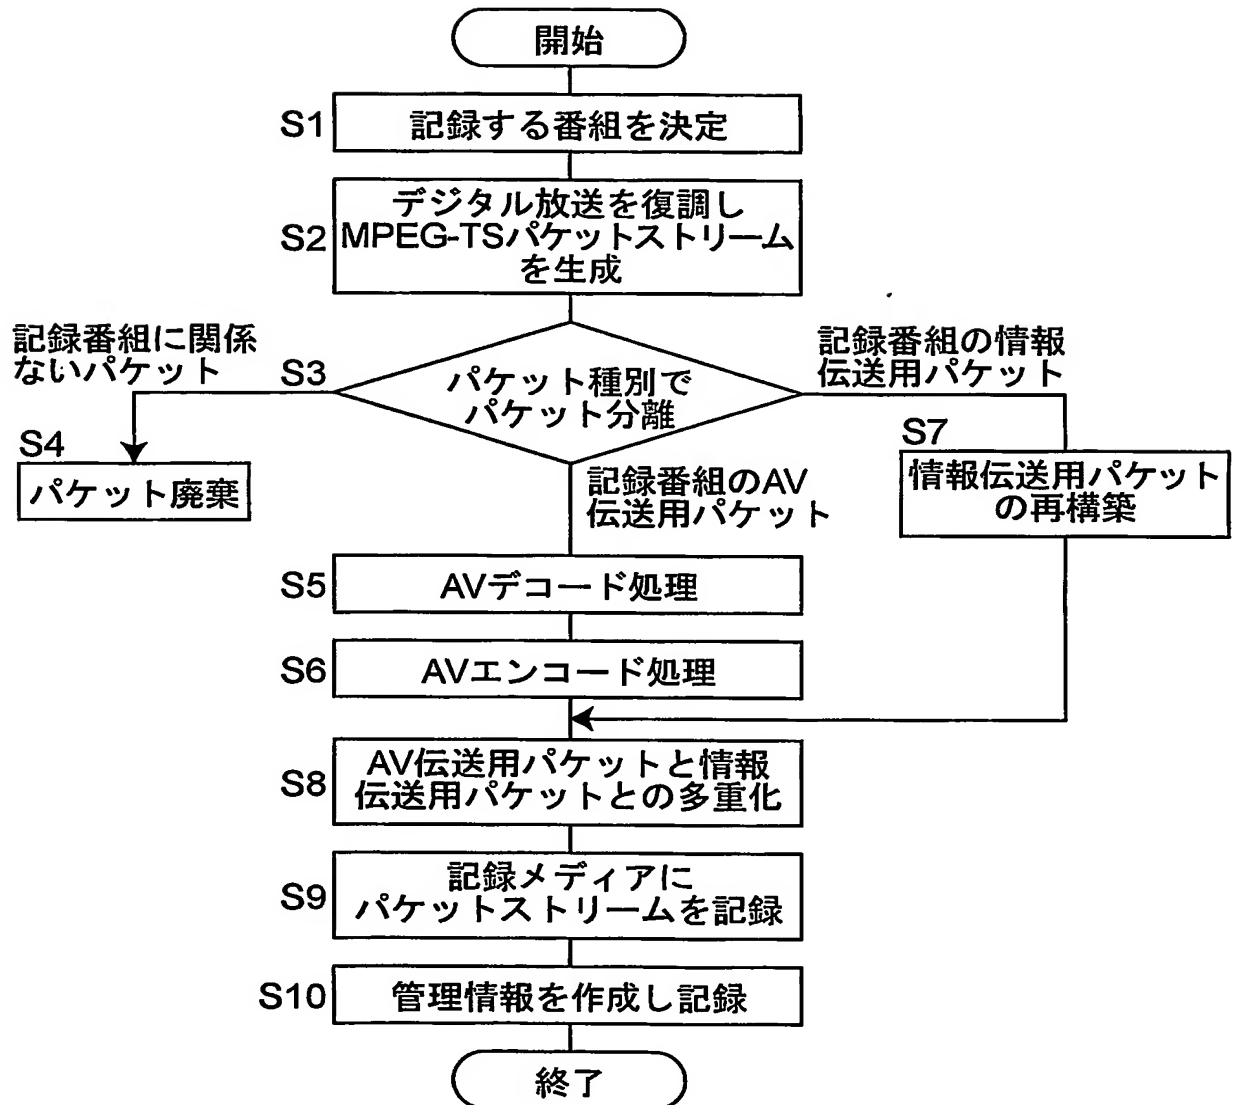 開始
S1
記録する番組を決定
S2
デジタル放送を復調し
MPEG-TSパケットストリーム
を生成
記録番組に関係
ないパケット
S3
パケット種別で
パケット分離
記録番組の情報
伝送用パケット
S4
パケット廃棄
記録番組のAV
伝送用パケット
S7
情報伝送用パケット
の再構築
S5
AVデコード処理
S6
AVエンコード処理
S8
AV伝送用パケットと情報
伝送用パケットとの多重化
S9
記録メディアに
パケットストリームを記録
S10
管理情報を作成し記録
終了